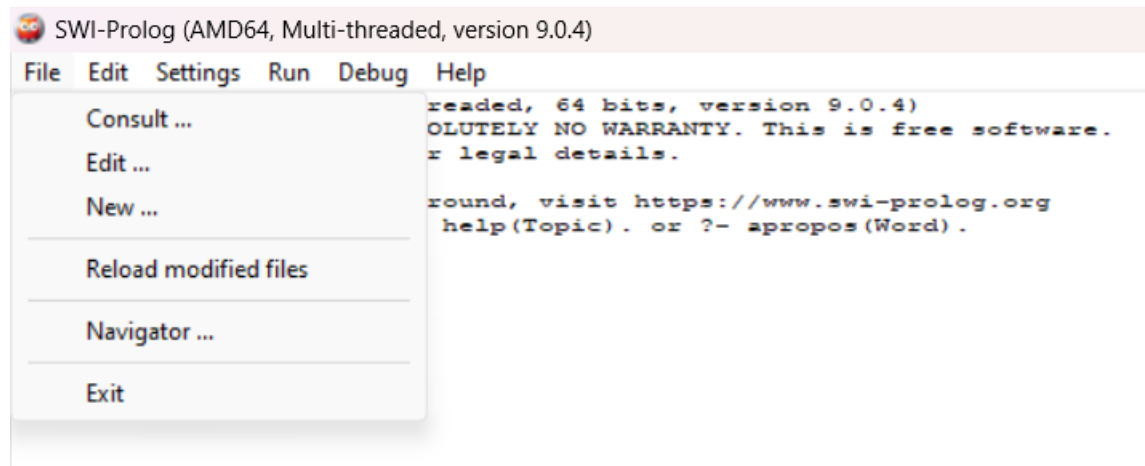 SWI-Prolog (AMD64, Multi-threaded, version 9.0.4)
File Edit Settings Run Debug Help
Consult ...
Edit ...
New ...
Reload modified files
Navigator ...
Exit
readed, 64 bits, version 9.0.4)
OLUTELY NO WARRANTY. This is free software.
r legal details.
round, visit https://www.swi-prolog.org
help(Topic). or ?- apropos(Word).